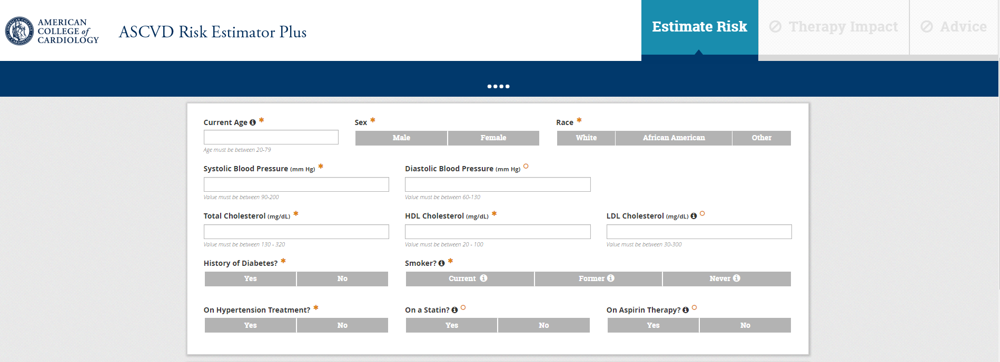 AMERICAN
COLLEGE of
CARDIOLOGY
ASCVD Risk Estimator Plus
Estimate Risk
Therapy Impact
Advice
Current Age *
Sex *
Race *
Male
Female
White
African American
Other
Age must be between 20-79
Systolic Blood Pressure (mm Hg) *
Diastolic Blood Pressure (mm Hg)
Value must be between 90-200
Value must be between 60-130
Total Cholesterol (mg/dL) *
HDL Cholesterol (mg/dL) *
LDL Cholesterol (mg/dL)
Value must be between 130 - 320
Value must be between 20 - 100
Value must be between 30-300
History of Diabetes? *
Smoker? *
Yes
No
Current
Former
Never
On Hypertension Treatment? *
On a Statin?
On Aspirin Therapy?
Yes
No
Yes
No
Yes
No